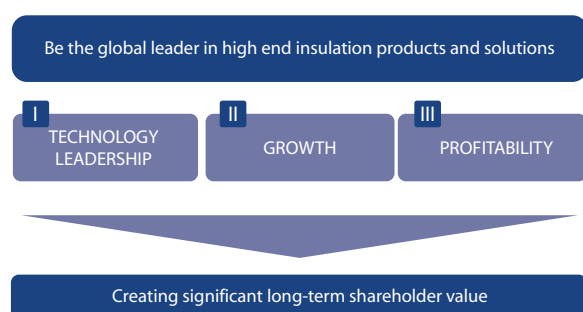 Be the global leader in high end insulation products and solutions
I
TECHNOLOGY
LEADERSHIP
II
GROWTH
III
PROFITABILITY
Creating significant long-term shareholder value